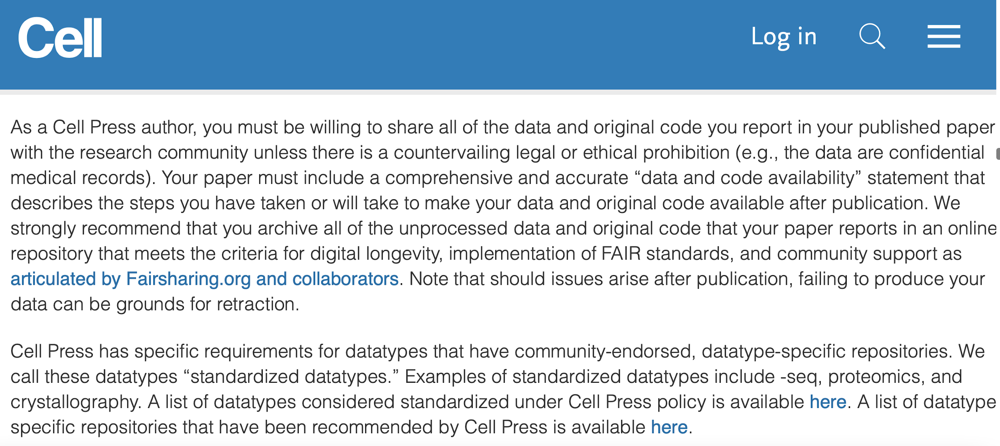 Cell
Log in
As a Cell Press author, you must be willing to share all of the data and original code you report in your published paper
with the research community unless there is a countervailing legal or ethical prohibition (e.g., the data are confidential
medical records). Your paper must include a comprehensive and accurate “data and code availability” statement that
describes the steps you have taken or will take to make your data and original code available after publication. We
strongly recommend that you archive all of the unprocessed data and original code that your paper reports in an online
repository that meets the criteria for digital longevity, implementation of FAIR standards, and community support as
articulated by Fairsharing.org and collaborators. Note that should issues arise after publication, failing to produce your
data can be grounds for retraction.
Cell Press has specific requirements for datatypes that have community-endorsed, datatype-specific repositories. We
call these datatypes “standardized datatypes.” Examples of standardized datatypes include -seq, proteomics, and
crystallography. A list of datatypes considered standardized under Cell Press policy is available here. A list of datatype
specific repositories that have been recommended by Cell Press is available here.